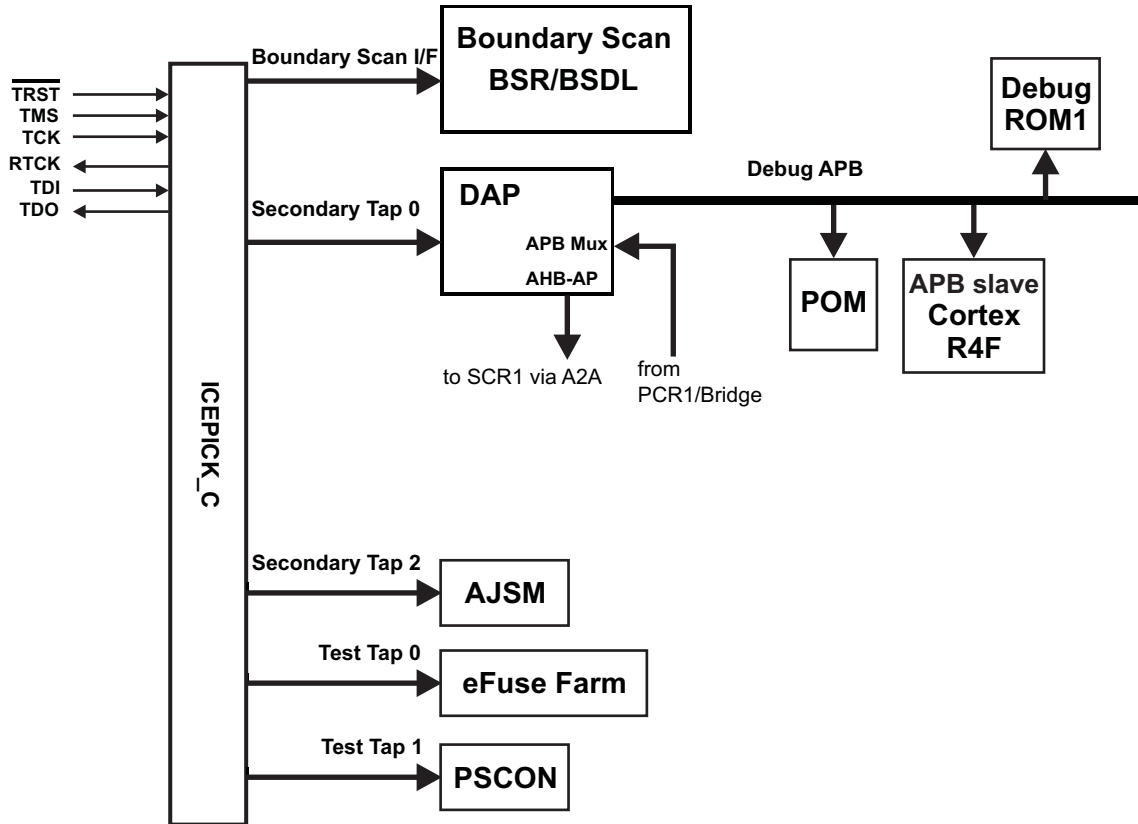 Boundary Scan I/F
Boundary Scan
BSR/BSDL
TRST
TMS
TCK
RTCK
TDI
TDO
Debug
ROM1
Debug APB
Secondary Tap 0
DAP
APB Mux
AHB-AP
POM
APB slave
Cortex
R4F
to SCR1 via A2A
from
PCR1/Bridge
ICEPICK_C
Secondary Tap 2
AJSM
Test Tap 0
eFuse Farm
Test Tap 1
PSCON